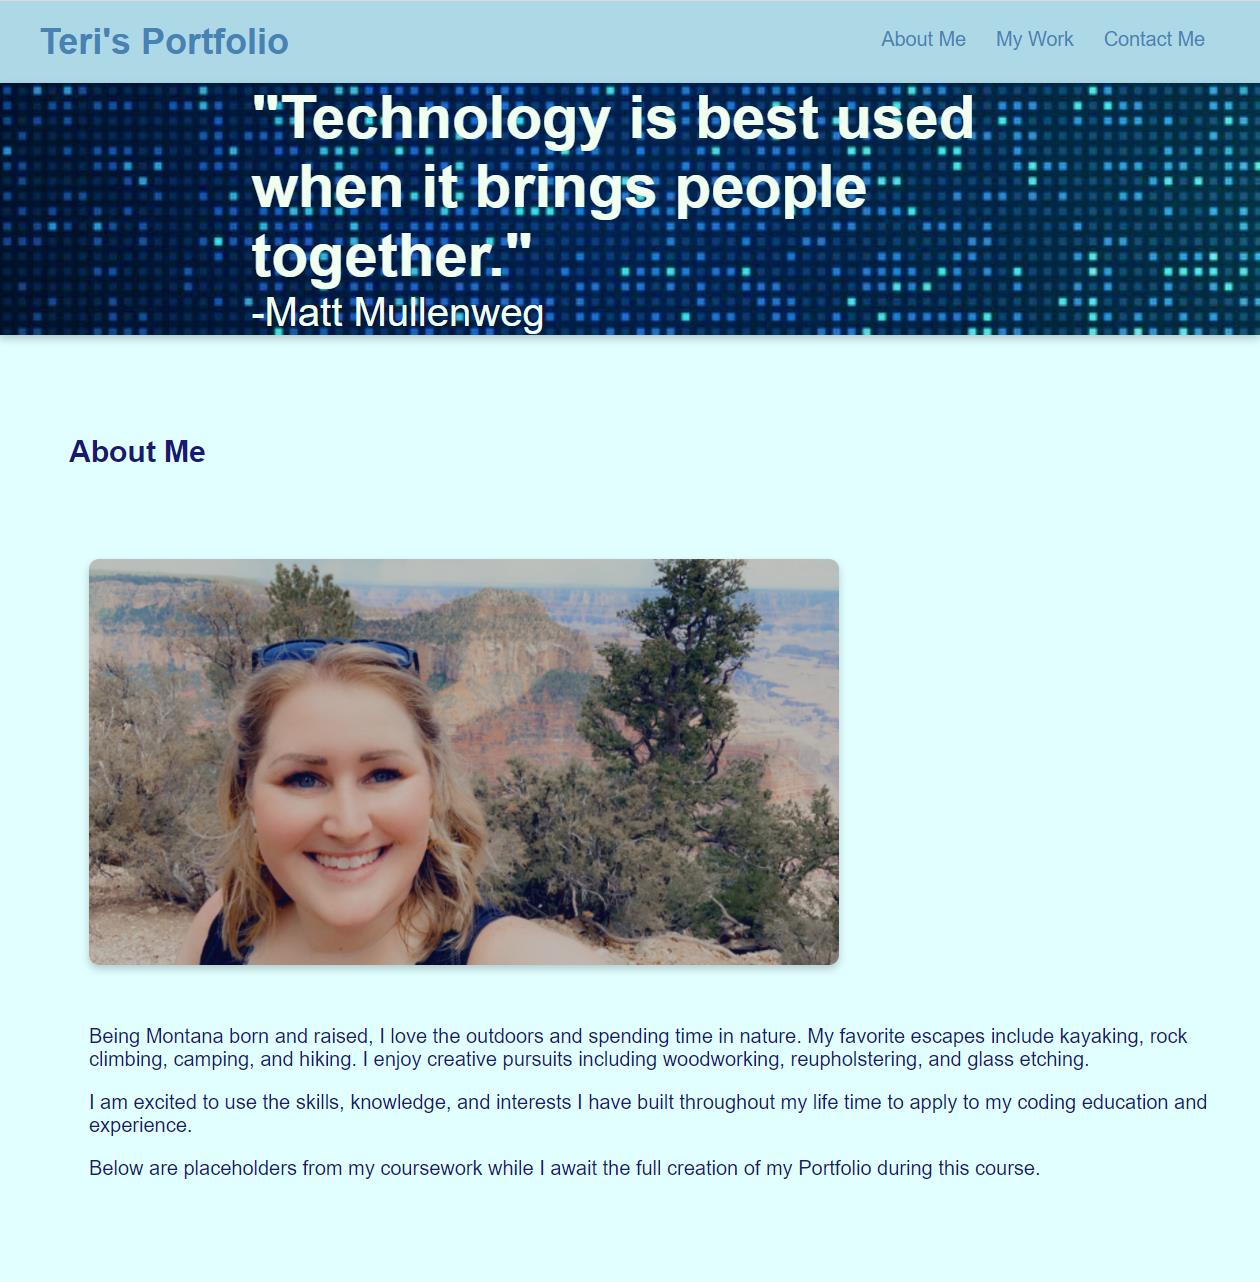 Teri's Portfolio
About Me
My Work
Contact Me
"Technology is best used
when it brings people
together."
-Matt Mullenweg
About Me
Being Montana born and raised, I love the outdoors and spending time in nature. My favorite escapes include kayaking, rock
climbing, camping, and hiking. I enjoy creative pursuits including woodworking, reupholstering, and glass etching.
I am excited to use the skills, knowledge, and interests I have built throughout my life time to apply to my coding education and
experience.
Below are placeholders from my coursework while I await the full creation of my Portfolio during this course.